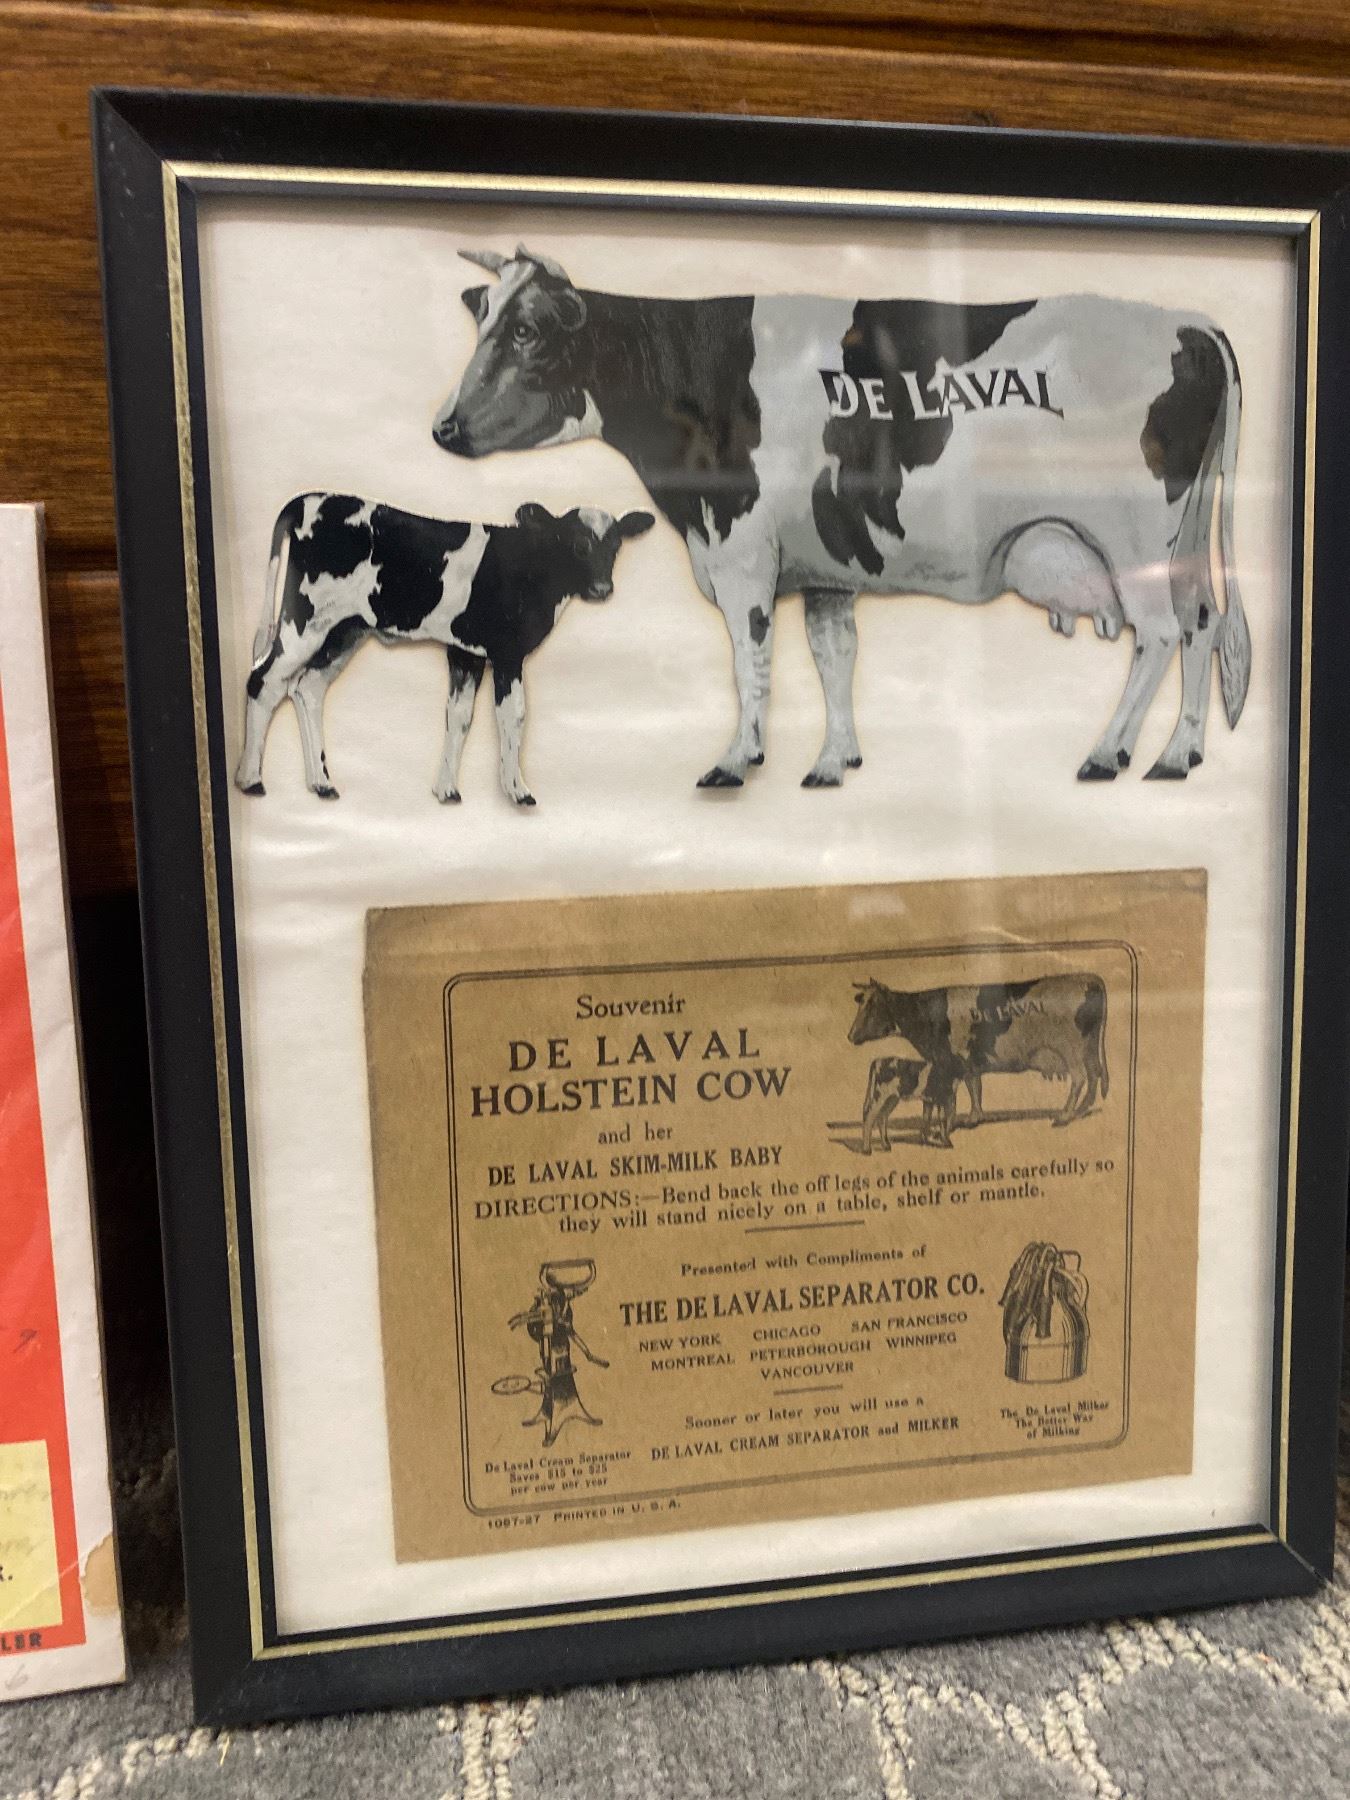 DE LAVAL
Souvenir
DE LAVAL
HOLSTEIN COW
and her
DE LAVAL SKIM-MILK BABY
DE LAVAL
DIRECTIONS:—Bend back the off legs of the animals carefully so
they will stand nicely on a table, shelf or mantle.
Presented with Compliments of
THE DE LAVAL SEPARATOR CO.
NEW YORK CHICAGO SAN FRANCISCO
MONTREAL PETERBOROUGH WINNIPEG
VANCOUVER
Sooner or later you will use a
DE LAVAL CREAM SEPARATOR and MILKER
De Laval Cream Separator
Saves $15 to $25
per cow per year
The De Laval Milker
The Better Way
of Milking
1097-27 PRINTED IN U. S. A.